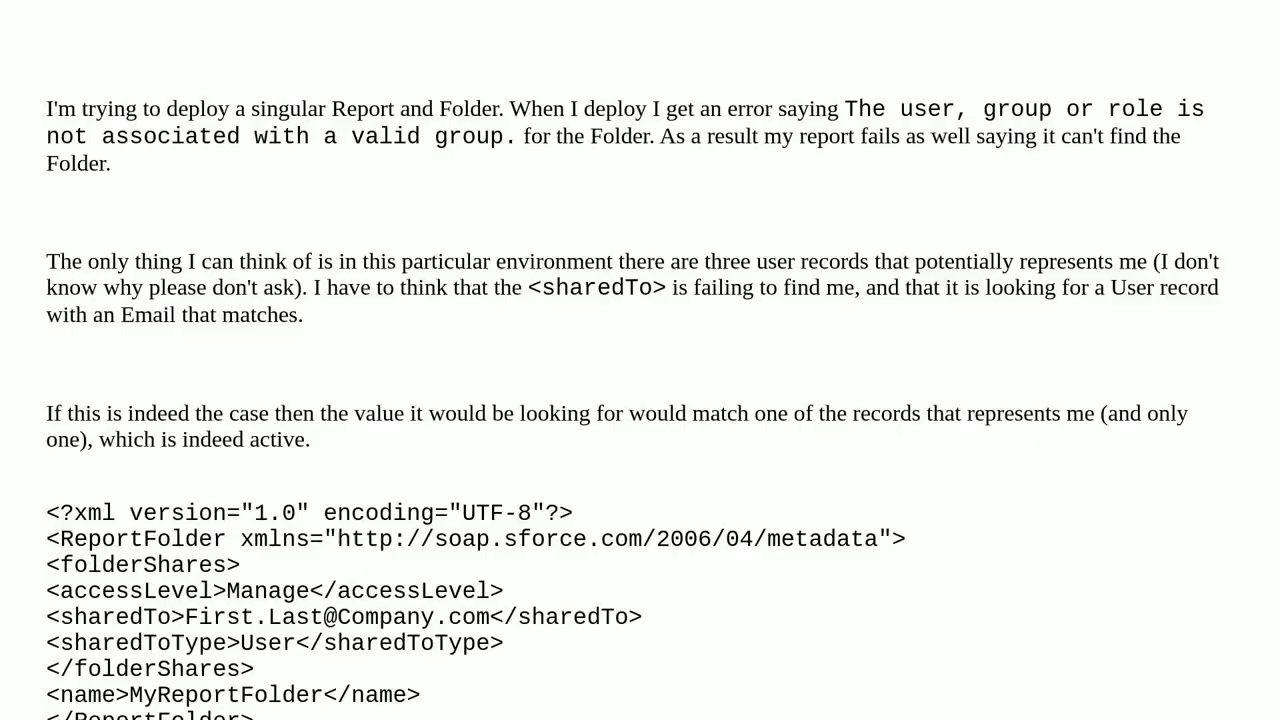 I'm trying to deploy a singular Report and Folder. When I deploy I get an error saying The user, group or role is
not associated with a valid group. for the Folder. As a result my report fails as well saying it can't find the
Folder.
The only thing I can think of is in this particular environment there are three user records that potentially represents me (I don't
know why please don't ask). I have to think that the <sharedTo> is failing to find me, and that it is looking for a User record
with an Email that matches.
If this is indeed the case then the value it would be looking for would match one of the records that represents me (and only
one), which is indeed active.
<?xml version="1.0" encoding="UTF-8"?>
<ReportFolder xmlns="http://soap.sforce.com/2006/04/metadata">
<folderShares>
<accessLevel>Manage</accessLevel>
<sharedTo>First.Last@Company.com</sharedTo>
<sharedToType>User</sharedToType>
</folderShares>
<name>MyReportFolder</name>
</ReportFolder>